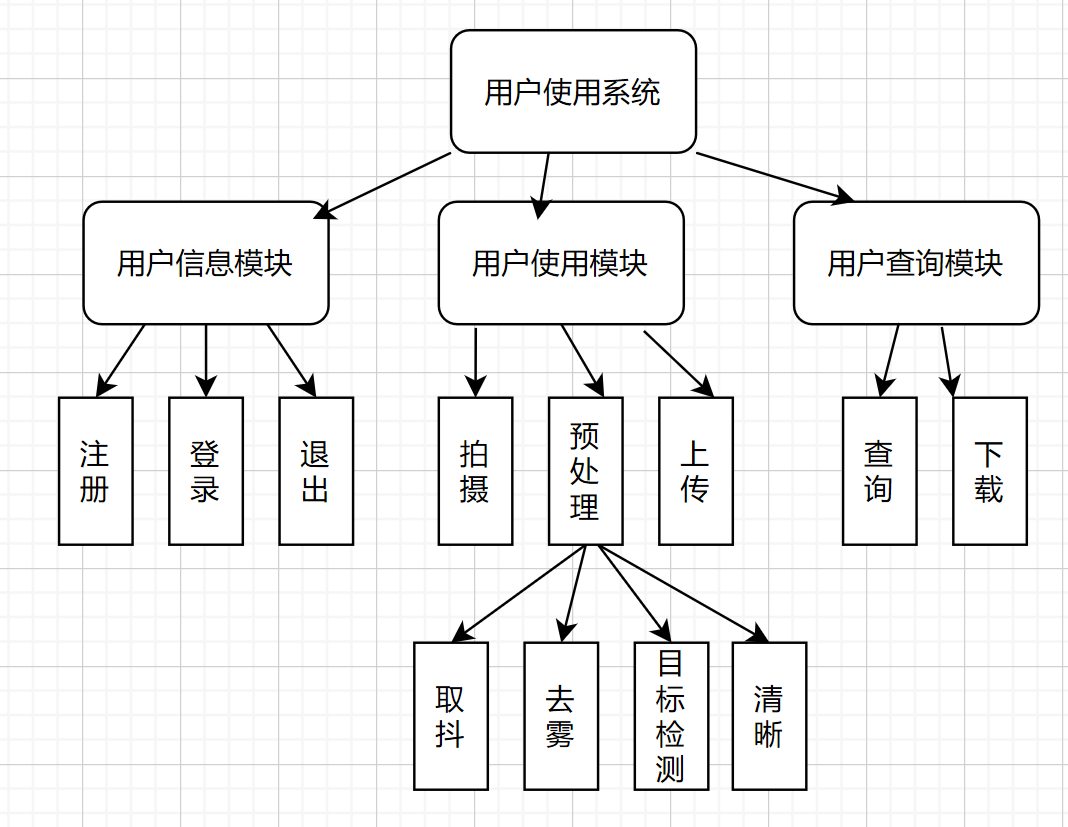 用户使用系统
用户信息模块
用户使用模块
用户查询模块
注册
登录
退出
拍摄
预处理
上传
查询
下载
取抖
去雾
目标检测
清晰